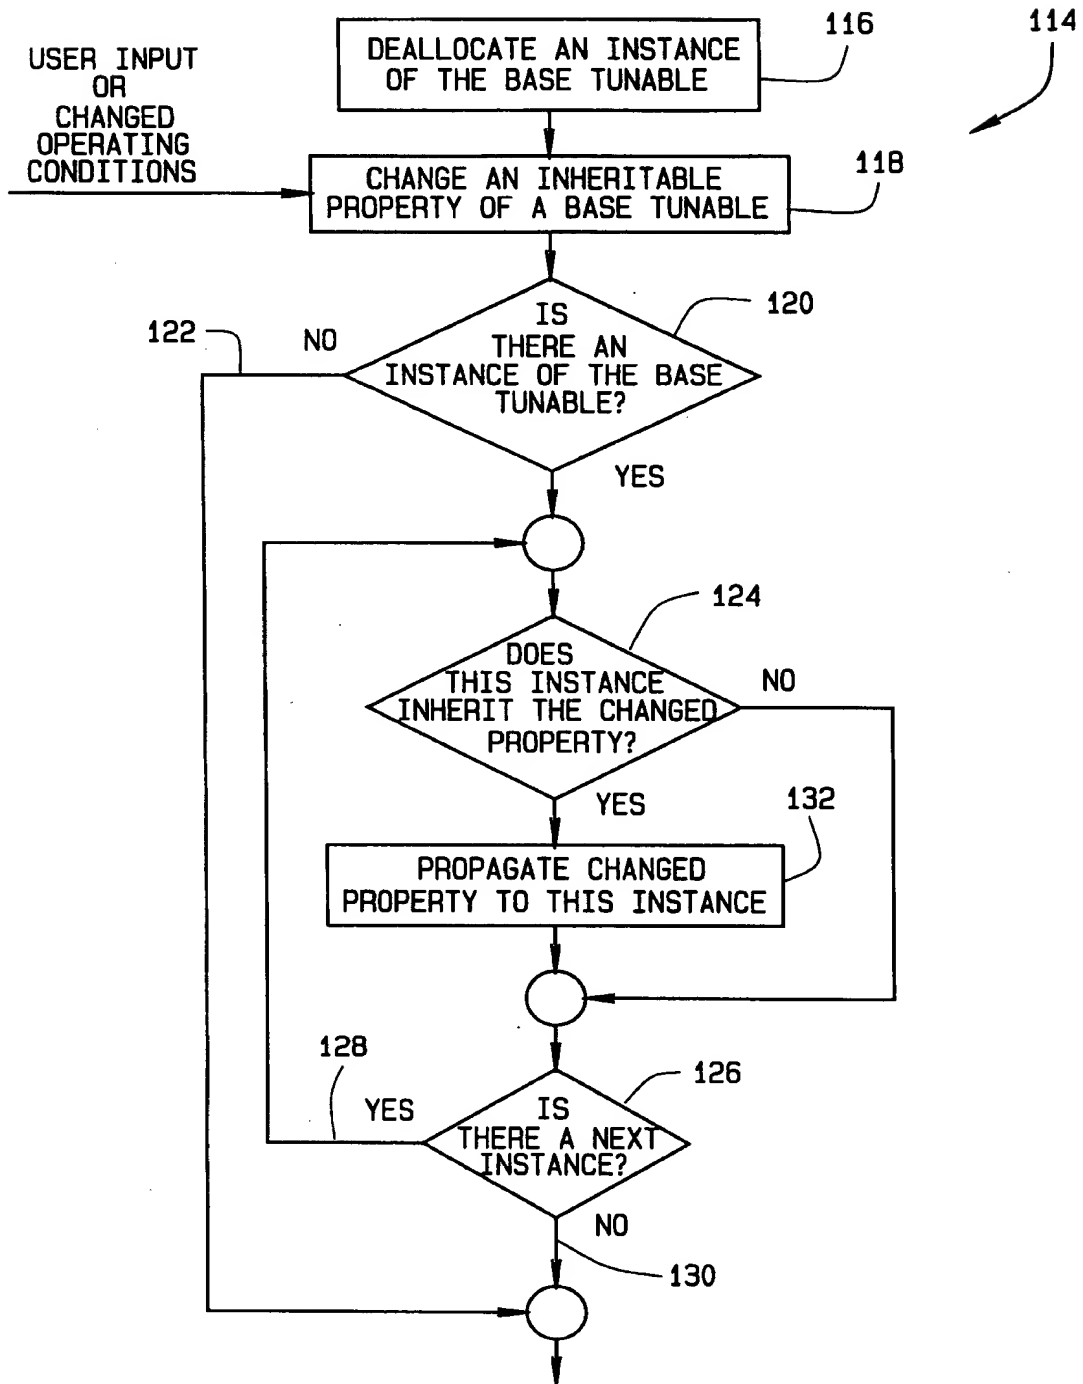 DEALLOCATE AN INSTANCE
OF THE BASE TUNABLE
116
114
USER INPUT
OR
CHANGED
OPERATING
CONDITIONS
CHANGE AN INHERITABLE
PROPERTY OF A BASE TUNABLE
118
IS
THERE AN
INSTANCE OF THE BASE
TUNABLE?
120
122
NO
YES
124
DOES
THIS INSTANCE
INHERIT THE CHANGED
PROPERTY?
NO
YES
132
PROPAGATE CHANGED
PROPERTY TO THIS INSTANCE
128
YES
126
IS
THERE A NEXT
INSTANCE?
NO
130